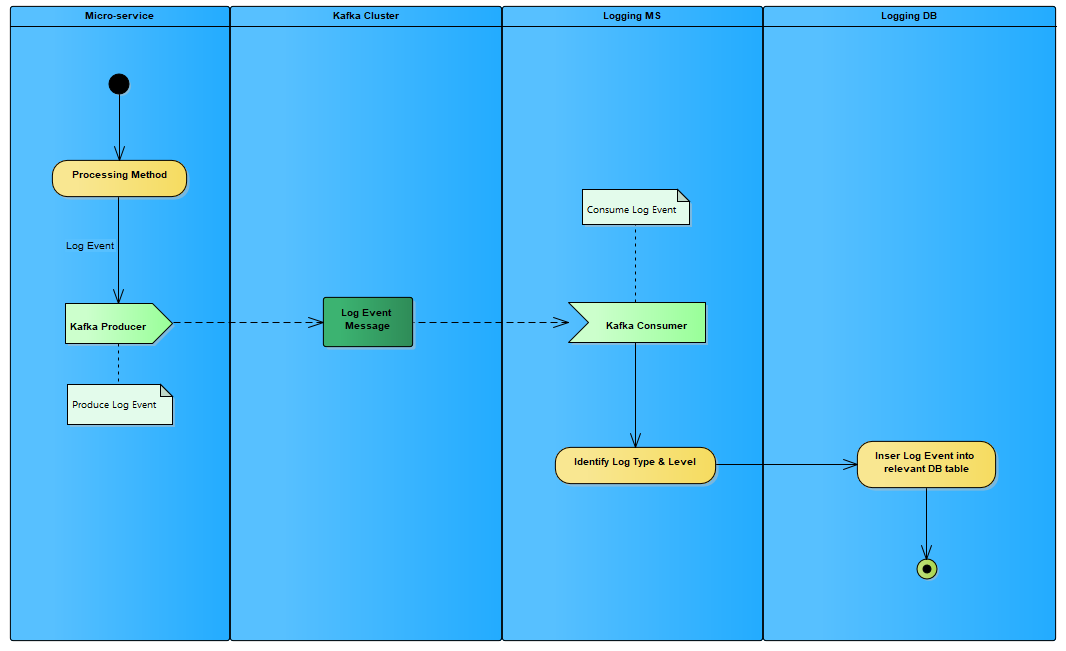 Micro-service
Kafka Cluster
Logging MS
Logging DB
Processing Method
Log Event
Kafka Producer
Produce Log Event
Log Event
Message
Consume Log Event
Kafka Consumer
Identify Log Type & Level
Inser Log Event into
relevant DB table